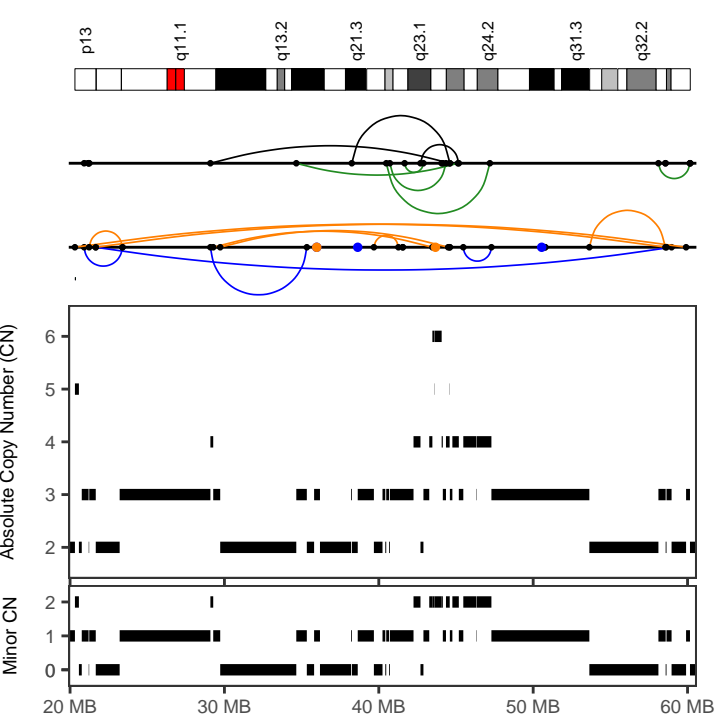 p13
q11.1
q13.2
q21.3
q23.1
q24.2
q31.3
q32.2
Absolute Copy Number (CN)
6
5
4
3
2
Minor CN
2
1
0
20 MB
30 MB
40 MB
50 MB
60 MB